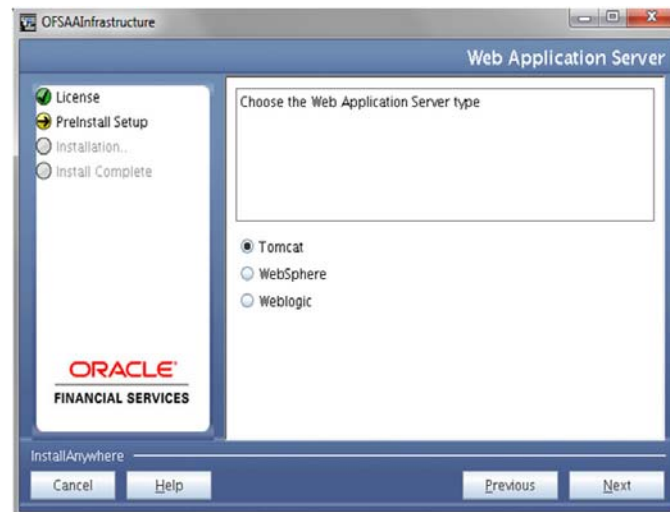 OFSAAInfrastructure
Web Application Server
License
PreInstall Setup
Installation..
Install Complete
ORACLE
FINANCIAL SERVICES
Choose the Web Application Server type
Tomcat
WebSphere
Weblogic
InstallAnywhere
Cancel Help Previous Next